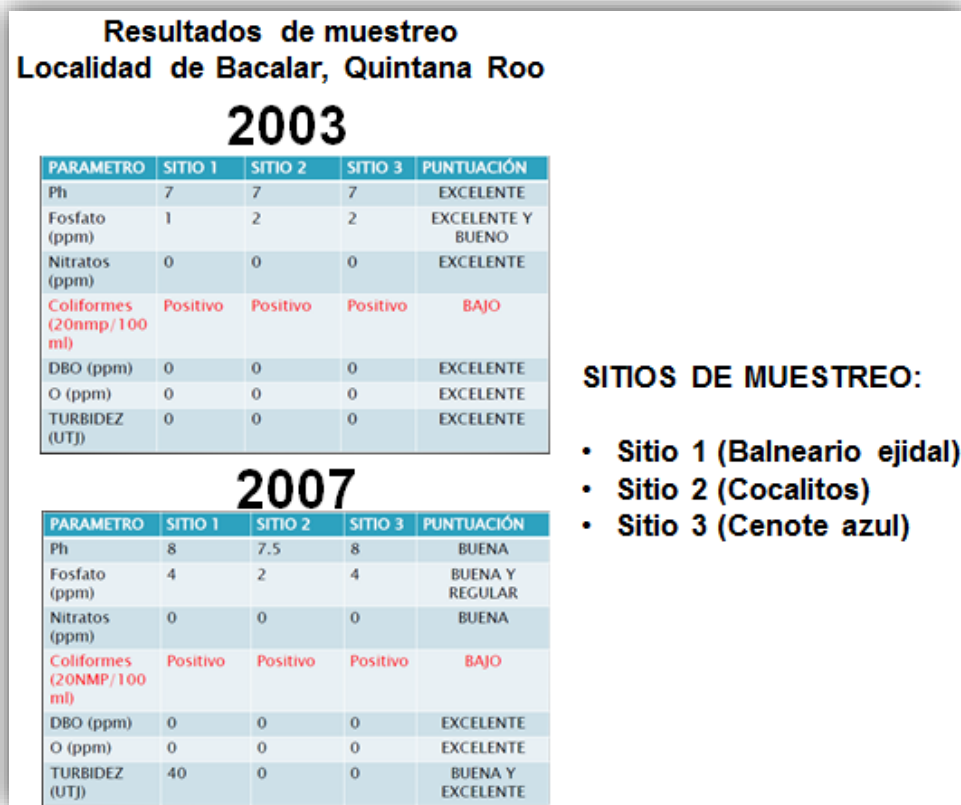 Resultados de muestreo
Localidad de Bacalar, Quintana Roo
2003
PARAMETRO SITIO 1 SITIO 2 SITIO 3 PUNTUACIÓN
Ph 7 7 7 EXCELENTE
Fosfato 1 2 2 EXCELENTE Y
(ppm) BUENO
Nitratos 0 0 0 EXCELENTE
(ppm)
Coliformes Positivo Positivo Positivo BAJO
(20nmp/100
ml)
DBO (ppm) 0 0 0 EXCELENTE
O (ppm) 0 0 0 EXCELENTE
TURBIDEZ 0 0 0 EXCELENTE
(UTJ)
2007
PARAMETRO SITIO 1 SITIO 2 SITIO 3 PUNTUACIÓN
Ph 8 7.5 8 BUENA
Fosfato 4 2 4 BUENA Y
(ppm) REGULAR
Nitratos 0 0 0 BUENA
(ppm)
Coliformes Positivo Positivo Positivo BAJO
(20NMP/100
ml)
DBO (ppm) 0 0 0 EXCELENTE
O (ppm) 0 0 0 EXCELENTE
TURBIDEZ 40 0 0 BUENA Y
(UTJ) EXCELENTE
SITIOS DE MUESTREO:
• Sitio 1 (Balneario ejidal)
• Sitio 2 (Cocalitos)
• Sitio 3 (Cenote azul)